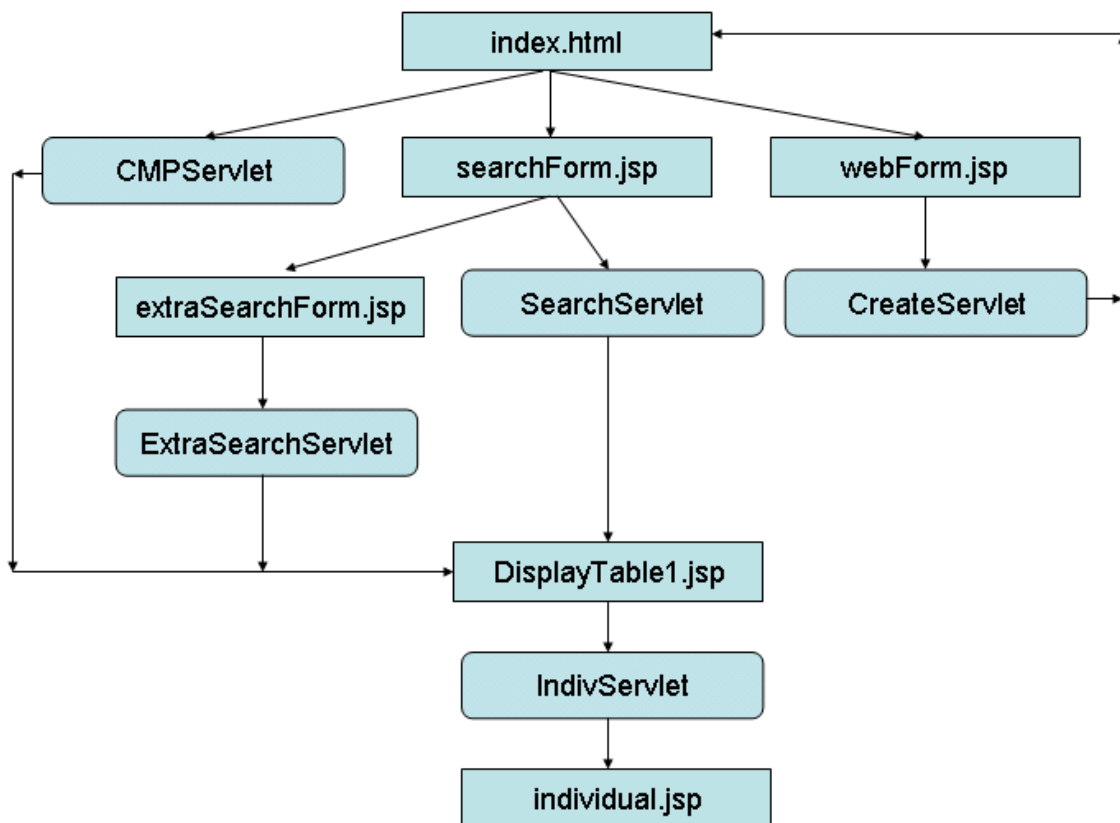 index.html
CMPServlet
searchForm.jsp
webForm.jsp
extraSearchForm.jsp
SearchServlet
CreateServlet
ExtraSearchServlet
DisplayTable1.jsp
IndivServlet
individual.jsp